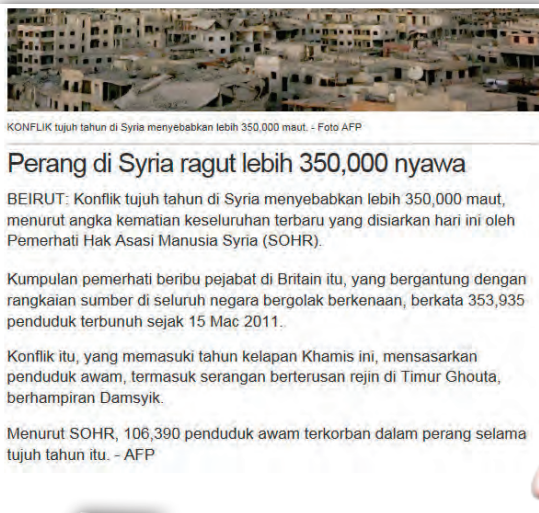 KONFLIK tujuh tahun di Syria menyebabkan lebih 350,000 maut. - Foto AFP
Perang di Syria ragut lebih 350,000 nyawa
BEIRUT: Konflik tujuh tahun di Syria menyebabkan lebih 350,000 maut,
menurut angka kematian keseluruhan terbaru yang disiarkan hari ini oleh
Pemerhati Hak Asasi Manusia Syria (SOHR).
Kumpulan pemerhati beribu pejabat di Britain itu, yang bergantung dengan
rangkaian sumber di seluruh negara bergolak berkenaan, berkata 353,935
penduduk terbunuh sejak 15 Mac 2011.
Konflik itu, yang memasuki tahun kelapan Khamis ini, mensasarkan
penduduk awam, termasuk serangan berterusan rejin di Timur Ghouta,
berhampiran Damsyik.
Menurut SOHR, 106,390 penduduk awam terkorban dalam perang selama
tujuh tahun itu. - AFP